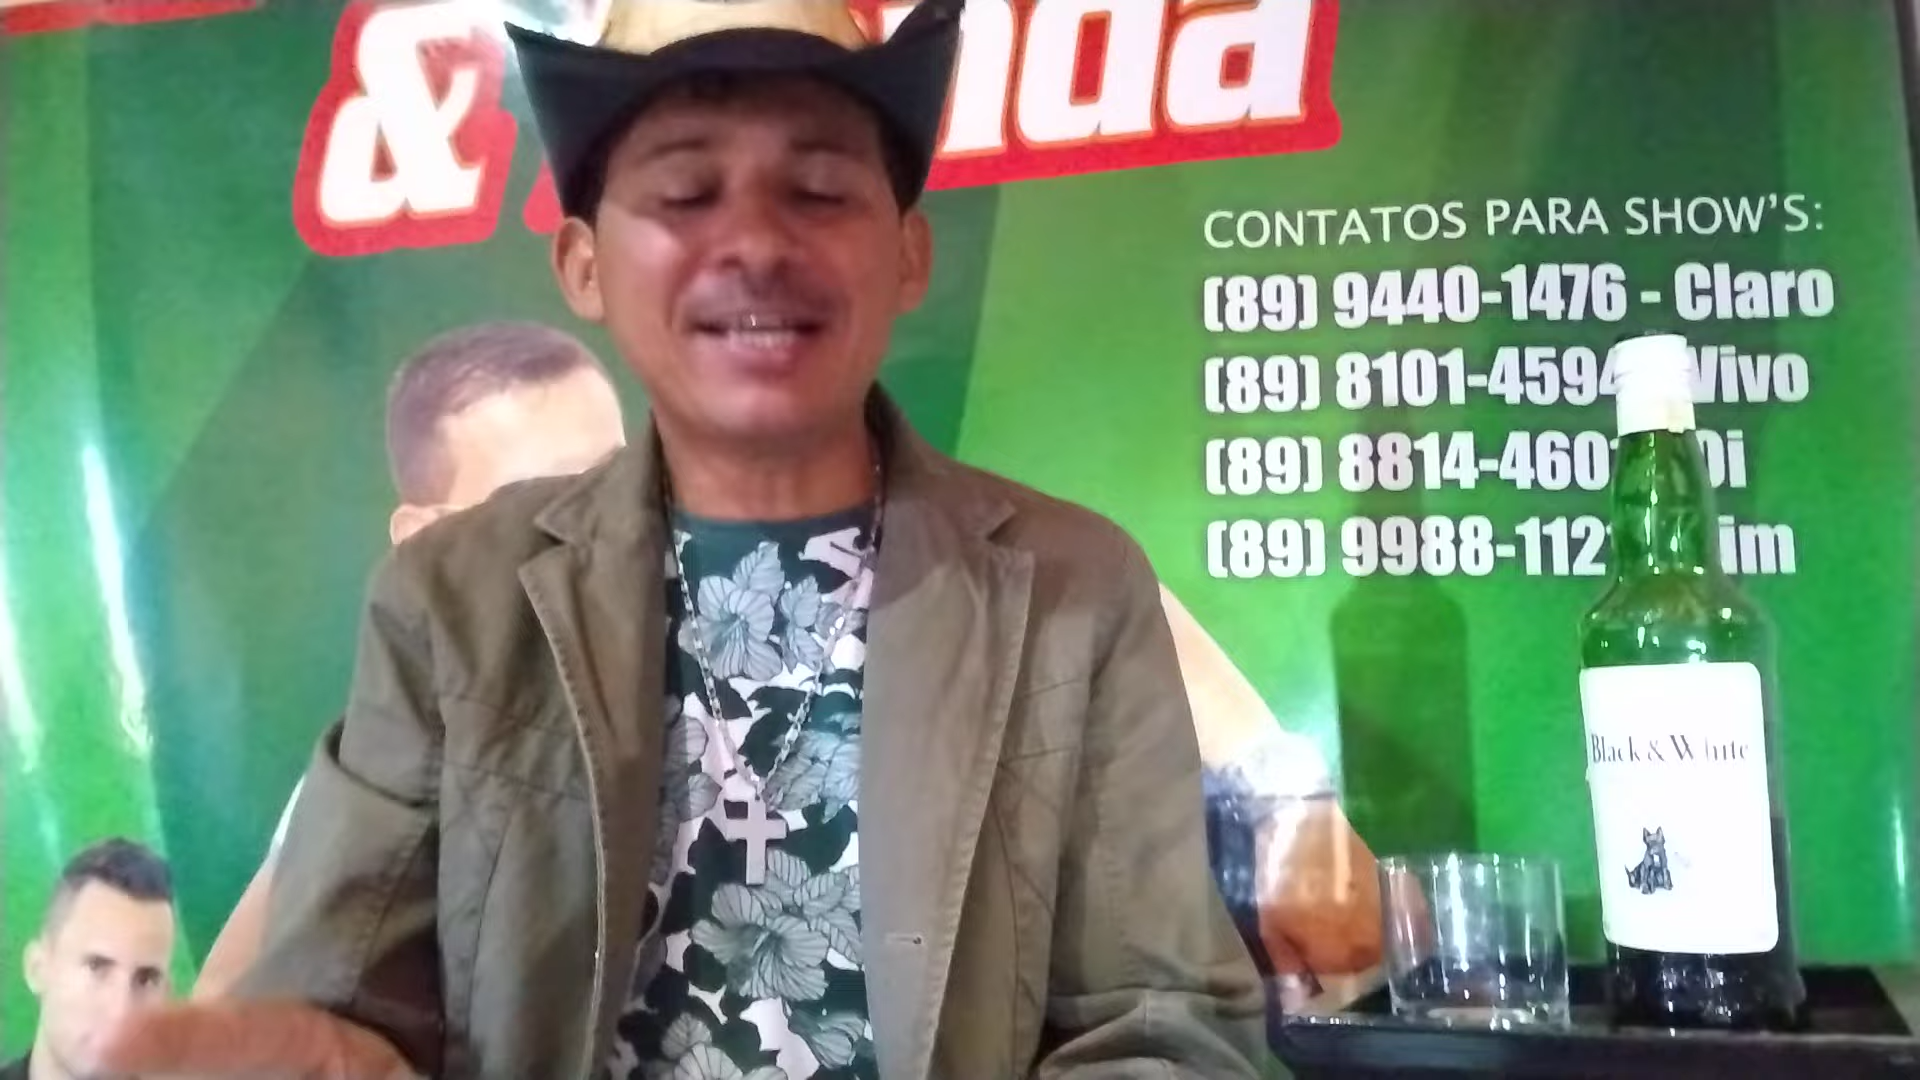 &
CONTATOS PARA SHOW'S:
(89) 9440-1476 - Claro
(89) 8101-4594 Vivo
(89) 8814-460 Oi
(89) 9988-112
Black & White